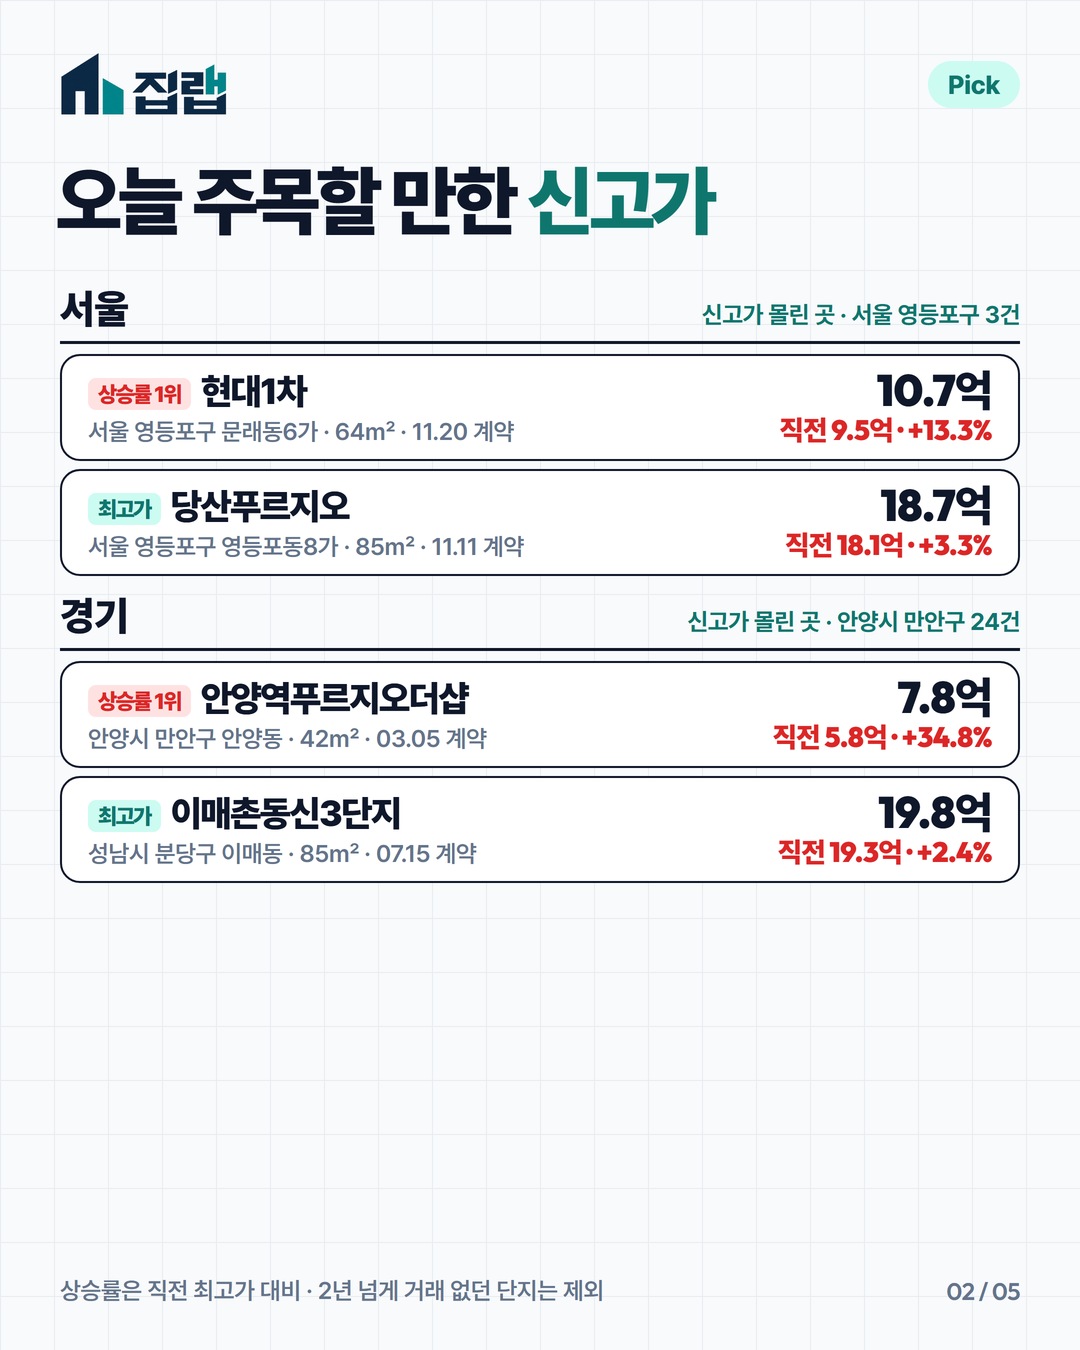 집랩
Pick
오늘 주목할 만한 신고가
서울
신고가 몰린 곳 · 서울 영등포구 3건
상승률 1위 현대1차
10.7억
서울 영등포구 문래동6가 · 64m² · 11.20 계약
직전 9.5억 · +13.3%
최고가 당산푸르지오
18.7억
서울 영등포구 영등포동8가 · 85m² · 11.11 계약
직전 18.1억 · +3.3%
경기
신고가 몰린 곳 · 안양시 만안구 24건
상승률 1위 안양역푸르지오더샵
7.8억
안양시 만안구 안양동 · 42m² · 03.05 계약
직전 5.8억 · +34.8%
최고가 이매촌동신3단지
19.8억
성남시 분당구 이매동 · 85m² · 07.15 계약
직전 19.3억 · +2.4%
상승률은 직전 최고가 대비 · 2년 넘게 거래 없던 단지는 제외
02 / 05